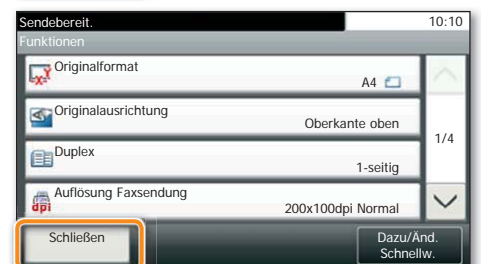 Sendebereit.
10:10
Funktionen
Originalformat
A4
Originalausrichtung
Oberkante oben
1/4
Duplex
1-seitig
Auflösung Faxsendung
dpi
200x100dpi Normal
Schließen
Dazu/Änd.
Schnellw.